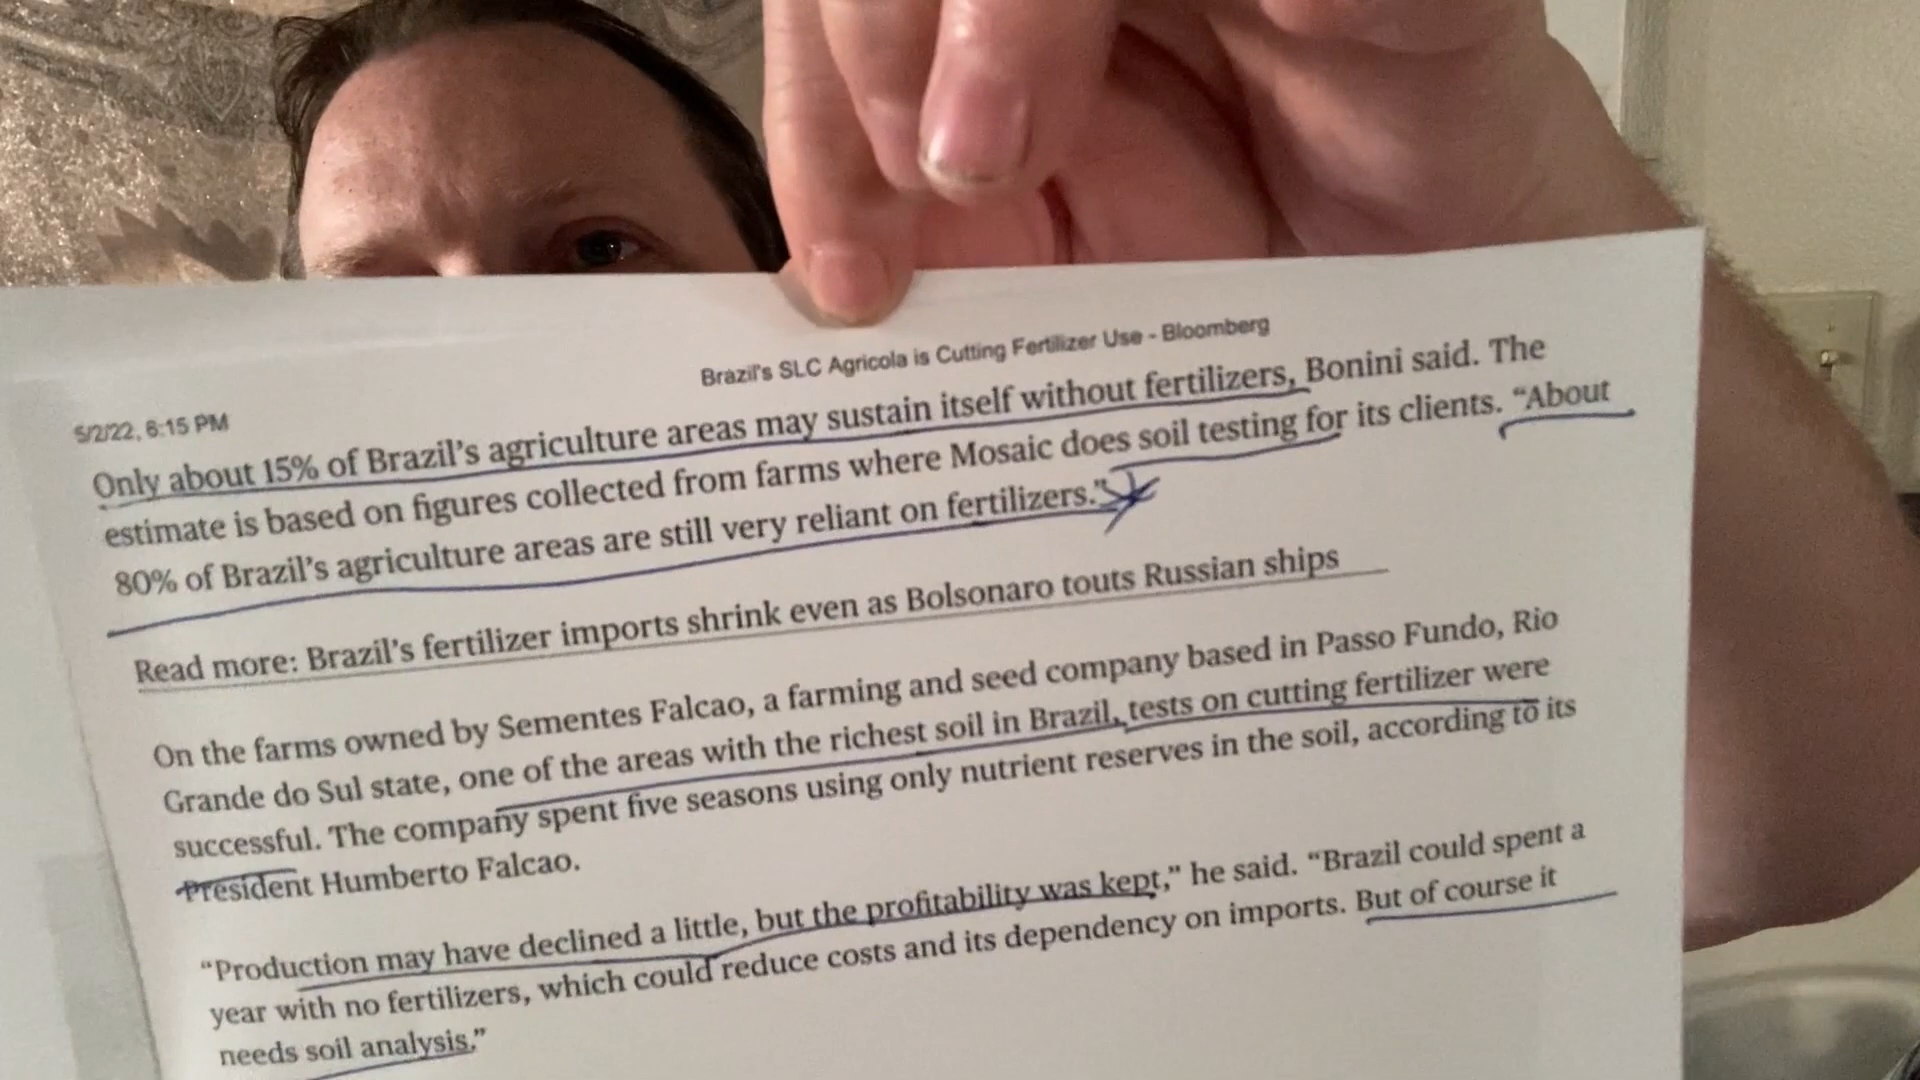 Brazil's SLC Agricola is Cutting Fertilizer Use - Bloomberg
5/2/22, 6:15 PM
Only about 15% of Brazil’s agriculture areas may sustain itself without fertilizers, Bonini said. The
estimate is based on figures collected from farms where Mosaic does soil testing for its clients. “About
80% of Brazil’s agriculture areas are still very reliant on fertilizers.”
Read more: Brazil’s fertilizer imports shrink even as Bolsonaro touts Russian ships
On the farms owned by Sementes Falcao, a farming and seed company based in Passo Fundo, Rio
Grande do Sul state, one of the areas with the richest soil in Brazil, tests on cutting fertilizer were
successful. The company spent five seasons using only nutrient reserves in the soil, according to its
President Humberto Falcao.
“Production may have declined a little, but the profitability was kept,” he said. “Brazil could spent a
year with no fertilizers, which could reduce costs and its dependency on imports. But of course it
needs soil analysis.”